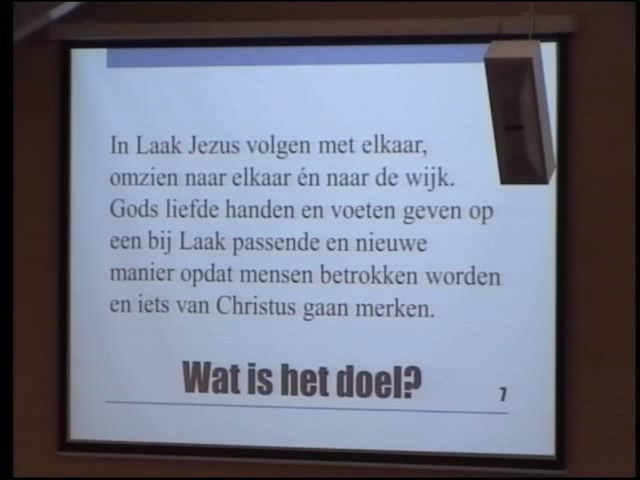 In Laak Jezus volgen met elkaar,
omzien naar elkaar én naar de wijk.
Gods liefde handen en voeten geven op
een bij Laak passende en nieuwe
manier opdat mensen betrokken worden
en iets van Christus gaan merken.
Wat is het doel?
7